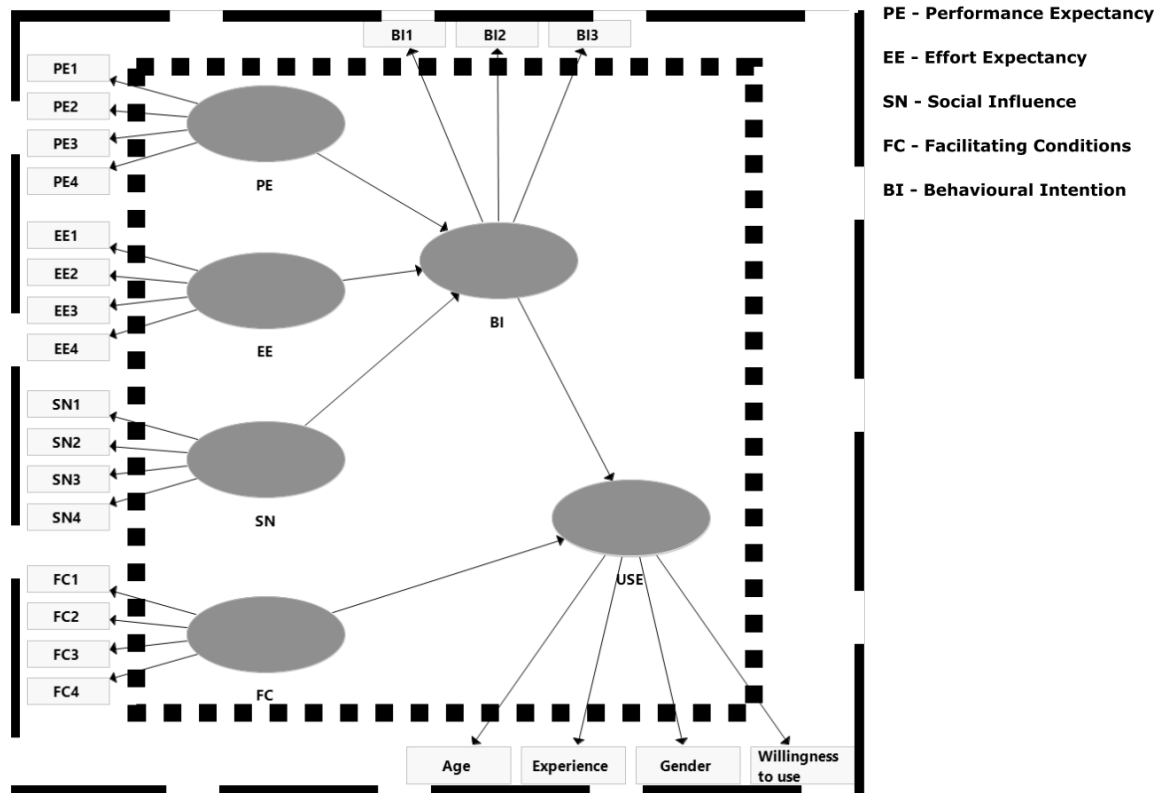 BI1
BI2
BI3
PE1
PE2
PE3
PE4
PE
EE1
EE2
EE3
EE4
EE
BI
SN1
SN2
SN3
SN4
SN
FC1
FC2
FC3
FC4
FC
USE
Age
Experience
Gender
Willingness
to use
PE - Performance Expectancy
EE - Effort Expectancy
SN - Social Influence
FC - Facilitating Conditions
BI - Behavioural Intention